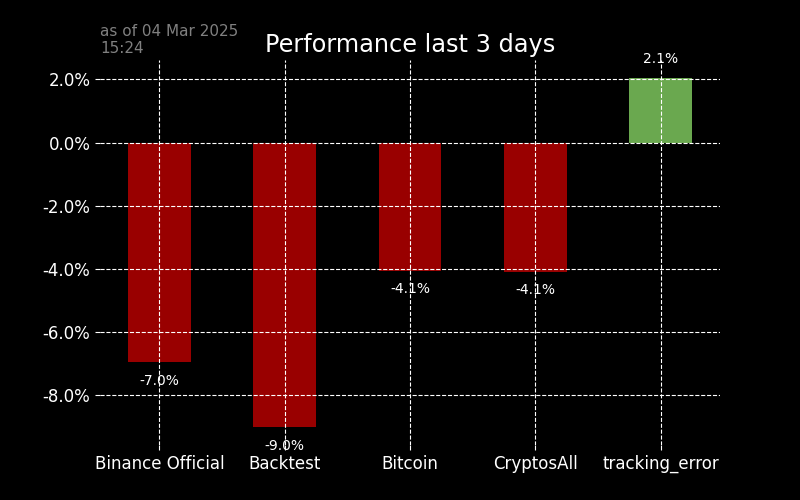 as of 04 Mar 2025
15:24
Performance last 3 days
2.1%
2.0%
0.0%
-2.0%
-4.0%
-4.1%
-4.1%
-6.0%
-7.0%
-8.0%
-9.0%
Binance Official
Backtest
Bitcoin
CryptosAll
tracking_error